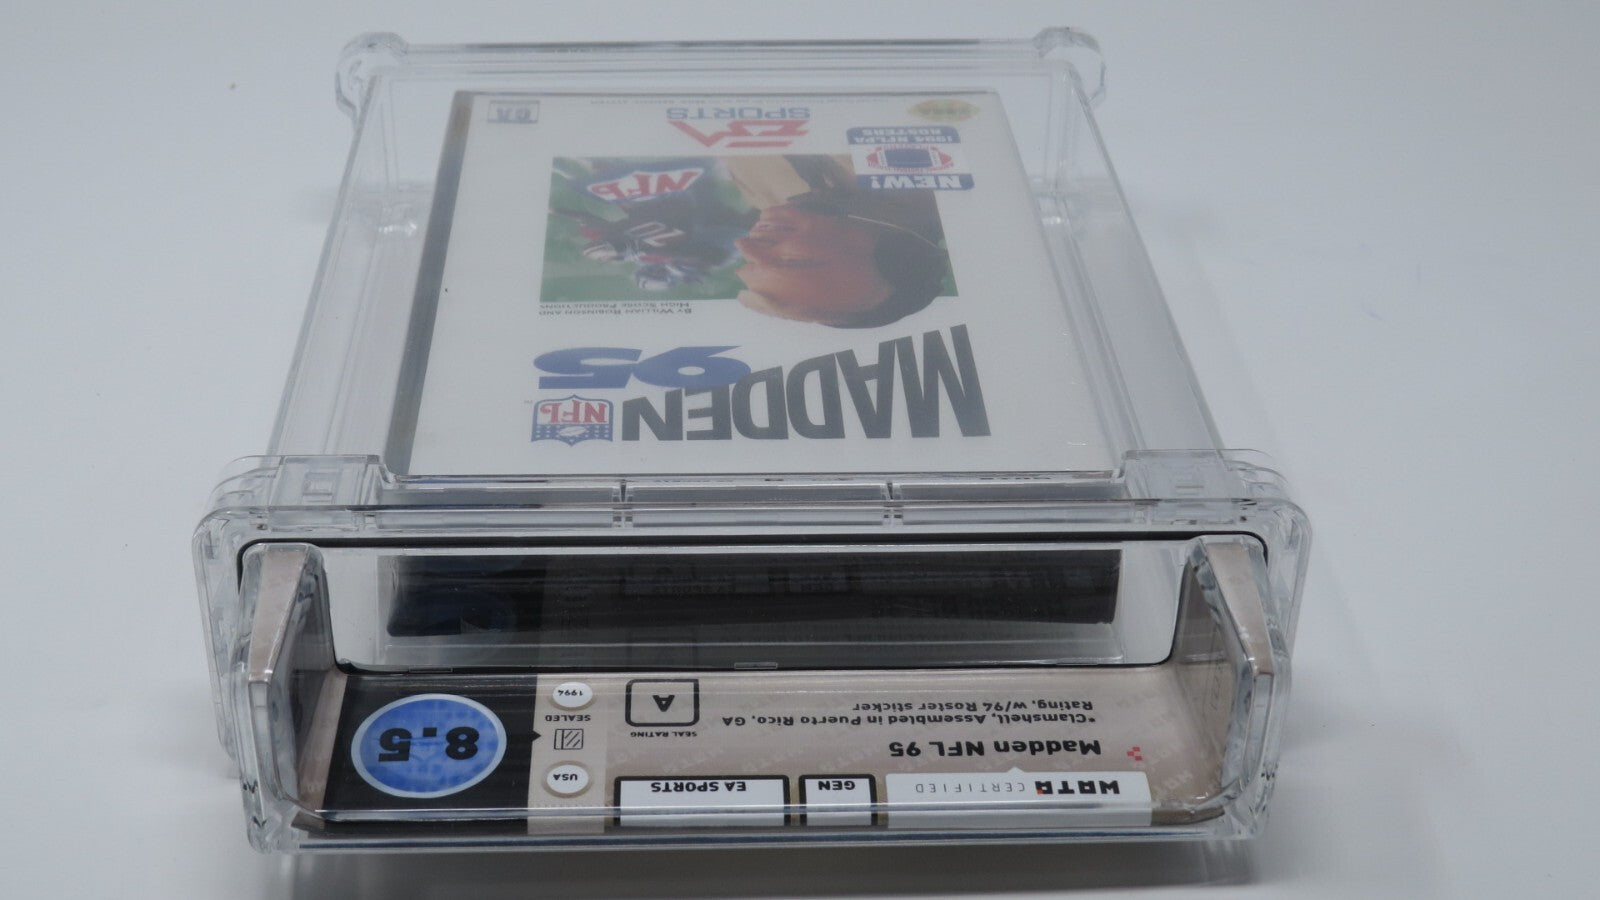 WATA CERTIFIED
GEN
EA SPORTS
USA
Madden NFL 95
*Clamshell, Assembled in Puerto Rico, GA
Rating, w/94 Roster sticker
SEAL RATING
A
SEALED
1994
8.5
MADDEN
NFL
95
BY WILLIAM ROBINSON AND
HIGH SCORE PRODUCTIONS
NEW!
1994 NFLPA
ROSTERS
70
NFL
EA
SPORTS
GA